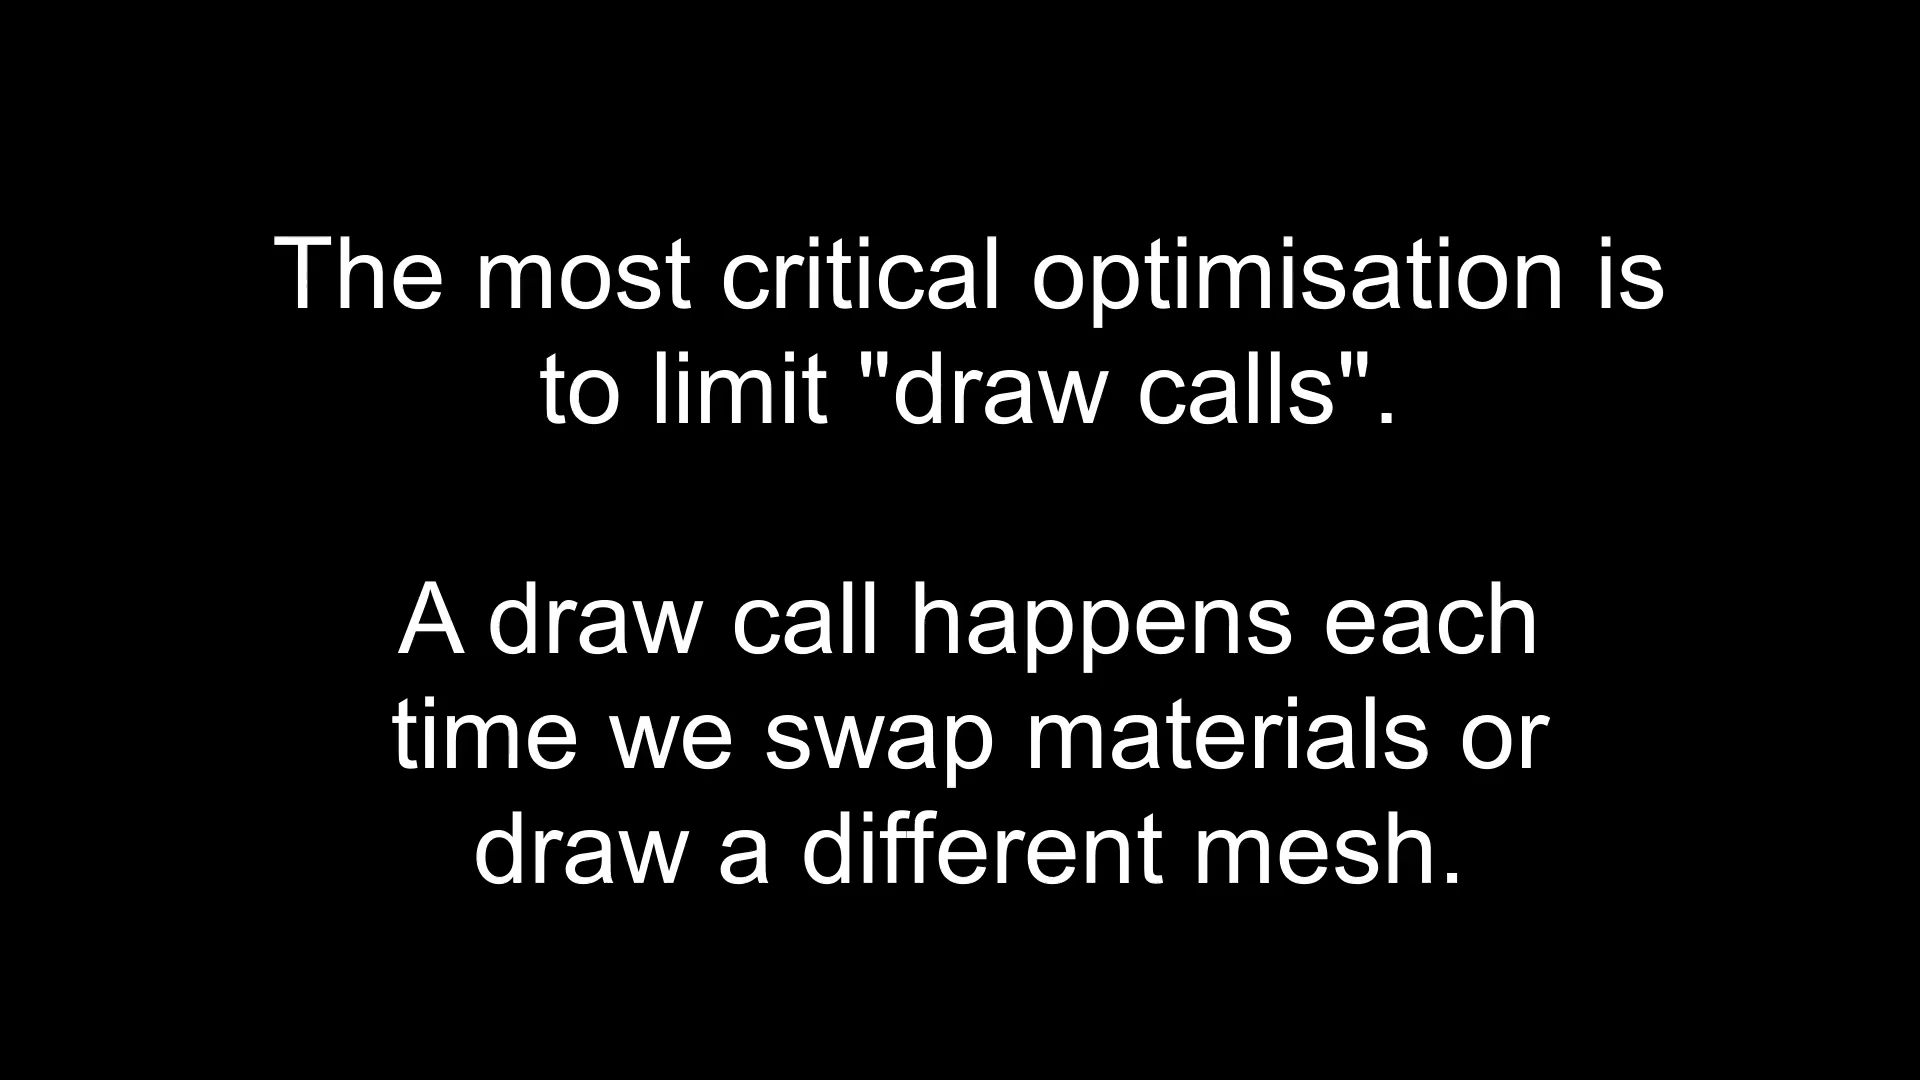 The most critical optimisation is
to limit "draw calls".
A draw call happens each
time we swap materials or
draw a different mesh.